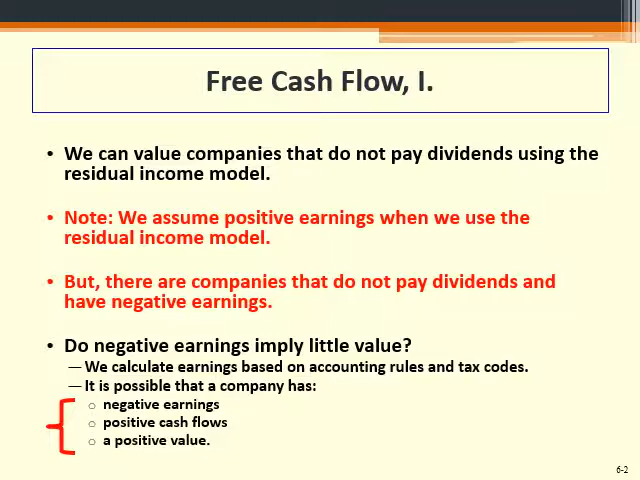 Free Cash Flow, I.
• We can value companies that do not pay dividends using the
residual income model.
• Note: We assume positive earnings when we use the
residual income model.
• But, there are companies that do not pay dividends and
have negative earnings.
• Do negative earnings imply little value?
— We calculate earnings based on accounting rules and tax codes.
— It is possible that a company has:
○ negative earnings
○ positive cash flows
○ a positive value.
6-2